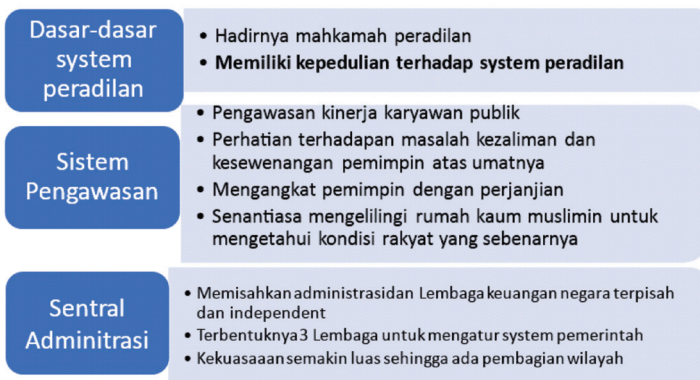 Dasar-dasar
system
peradilan
• Hadirnya mahkamah peradilan
• Memiliki kepedulian terhadap system peradilan
Sistem
Pengawasan
• Pengawasan kinerja karyawan publik
• Perhatian terhadapan masalah kezaliman dan
kesewenangan pemimpin atas umatnya
• Mengangkat pemimpin dengan perjanjian
• Senantiasa mengelilingi rumah kaum muslimin untuk
mengetahui kondisi rakyat yang sebenarnya
Sentral
Adminitrasi
• Memisahkan administrasidan Lembaga keuangan negara terpisah
dan independent
• Terbentuknya 3 Lembaga untuk mengatur system pemerintah
• Kekuasaaan semakin luas sehingga ada pembagian wilayah